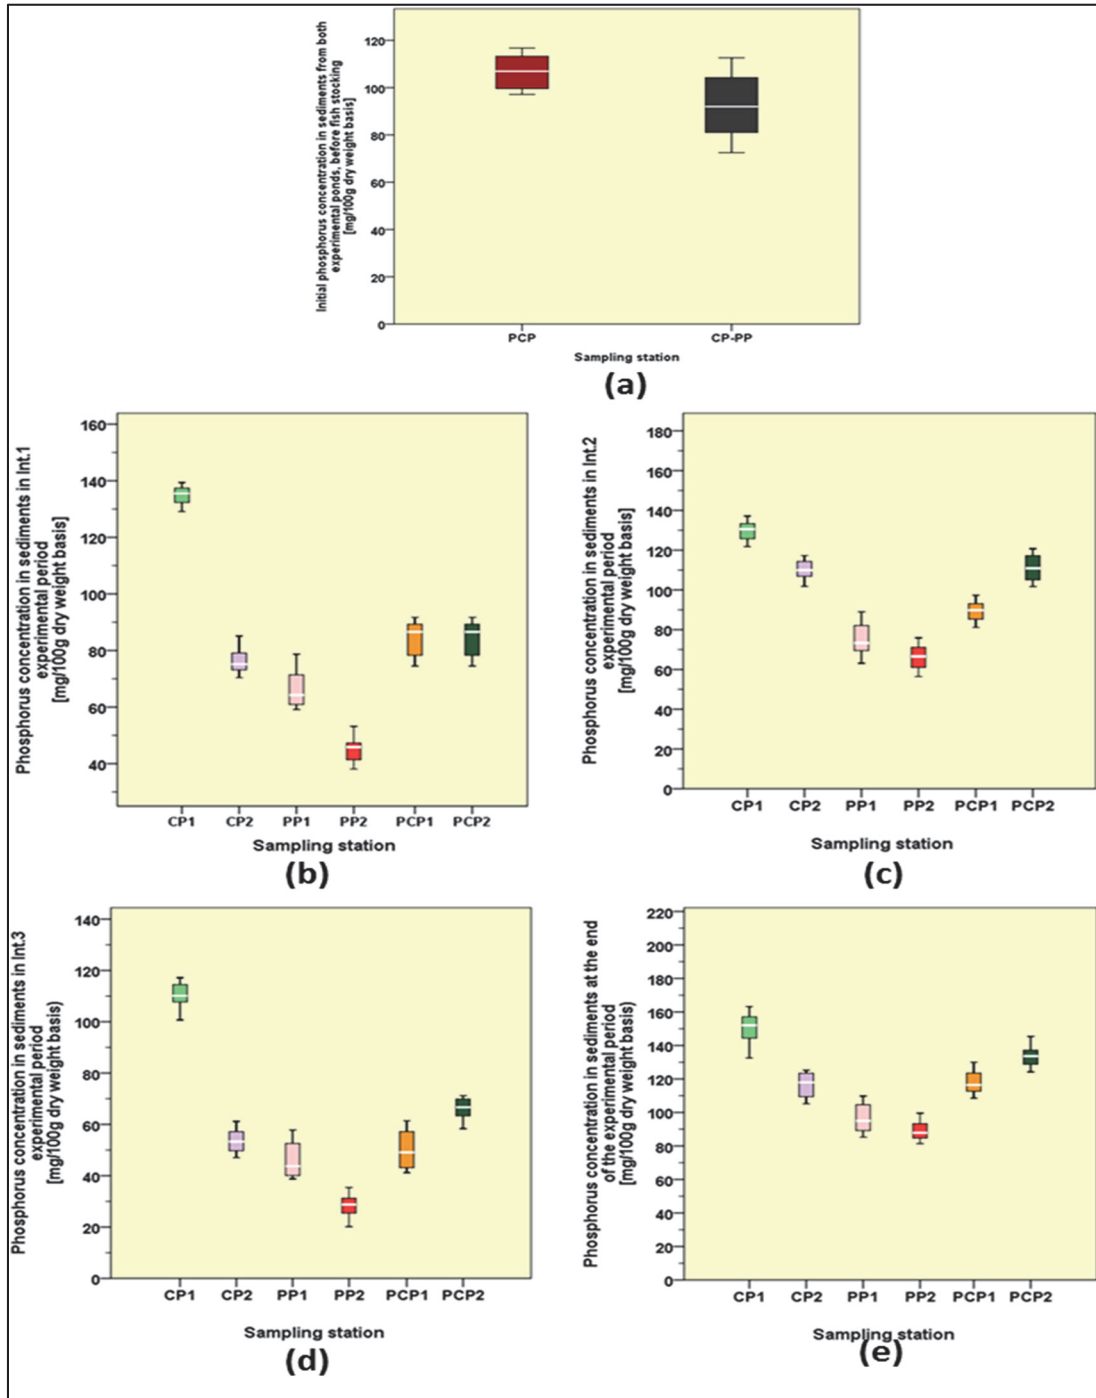 Initial phosphorus concentration in sediments from both
experimental ponds, before fish stocking
[mg/100g dry weight basis]
120
100
80
60
40
20
0
PCP CP-PP
Sampling station
(a)
Phosphorus concentration in sediments in Int.1
experimental period
[mg/100g dry weight basis]
160
140
120
100
80
60
40
CP1 CP2 PP1 PP2 PCP1 PCP2
Sampling station
(b)
Phosphorus concentration in sediments in Int.2
experimental period
[mg/100g dry weight basis]
180
160
140
120
100
80
60
40
20
0
CP1 CP2 PP1 PP2 PCP1 PCP2
Sampling station
(c)
Phosphorus concentration in sediments in Int.3
experimental period
[mg/100g dry weight basis)
140
120
100
80
60
40
20
0
CP1 CP2 PP1 PP2 PCP1 PCP2
Sampling station
(d)
Phosphorus concentration in sediments at the end
of the experimental period
[mg/100g dry weight basis)
220
200
180
160
140
120
100
80
60
40
20
0
CP1 CP2 PP1 PP2 PCP1 PCP2
Sampling station
(e)